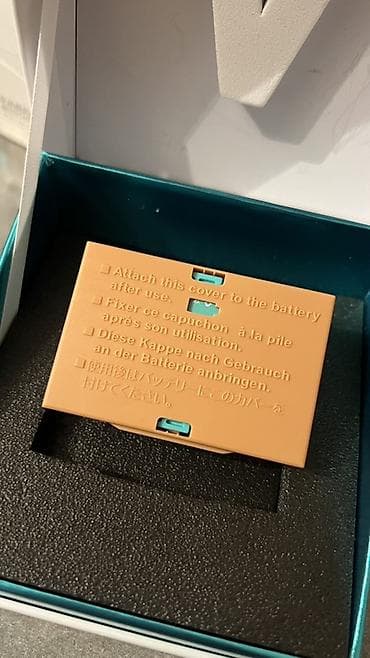 ■ Attach this cover to the battery
after use.
■ Fixer ce capuchon à la pile
aprés son utilisation.
■ Diese Kappe nach Gebrauch
an der Batterie anbringen.
■ 使用後はバッテリーにこのカバーを
付けてください。